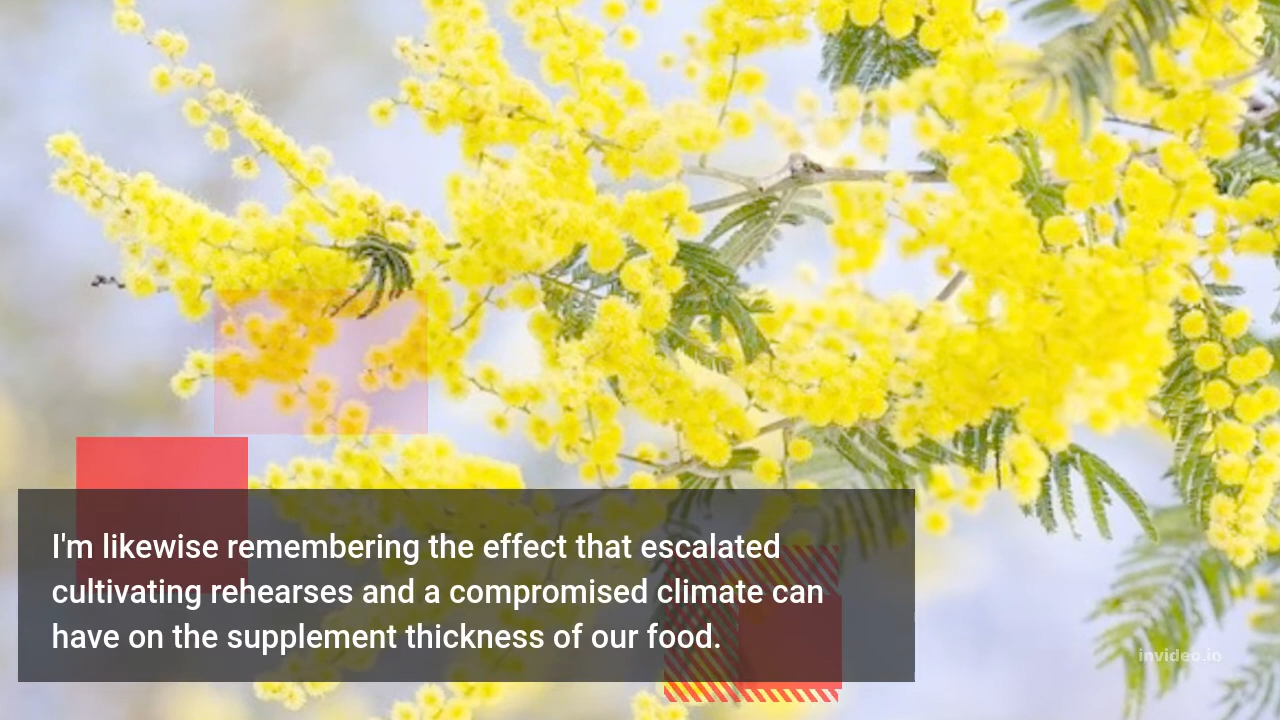 I'm likewise remembering the effect that escalated
cultivating rehearses and a compromised climate can
have on the supplement thickness of our food.
invideo.io